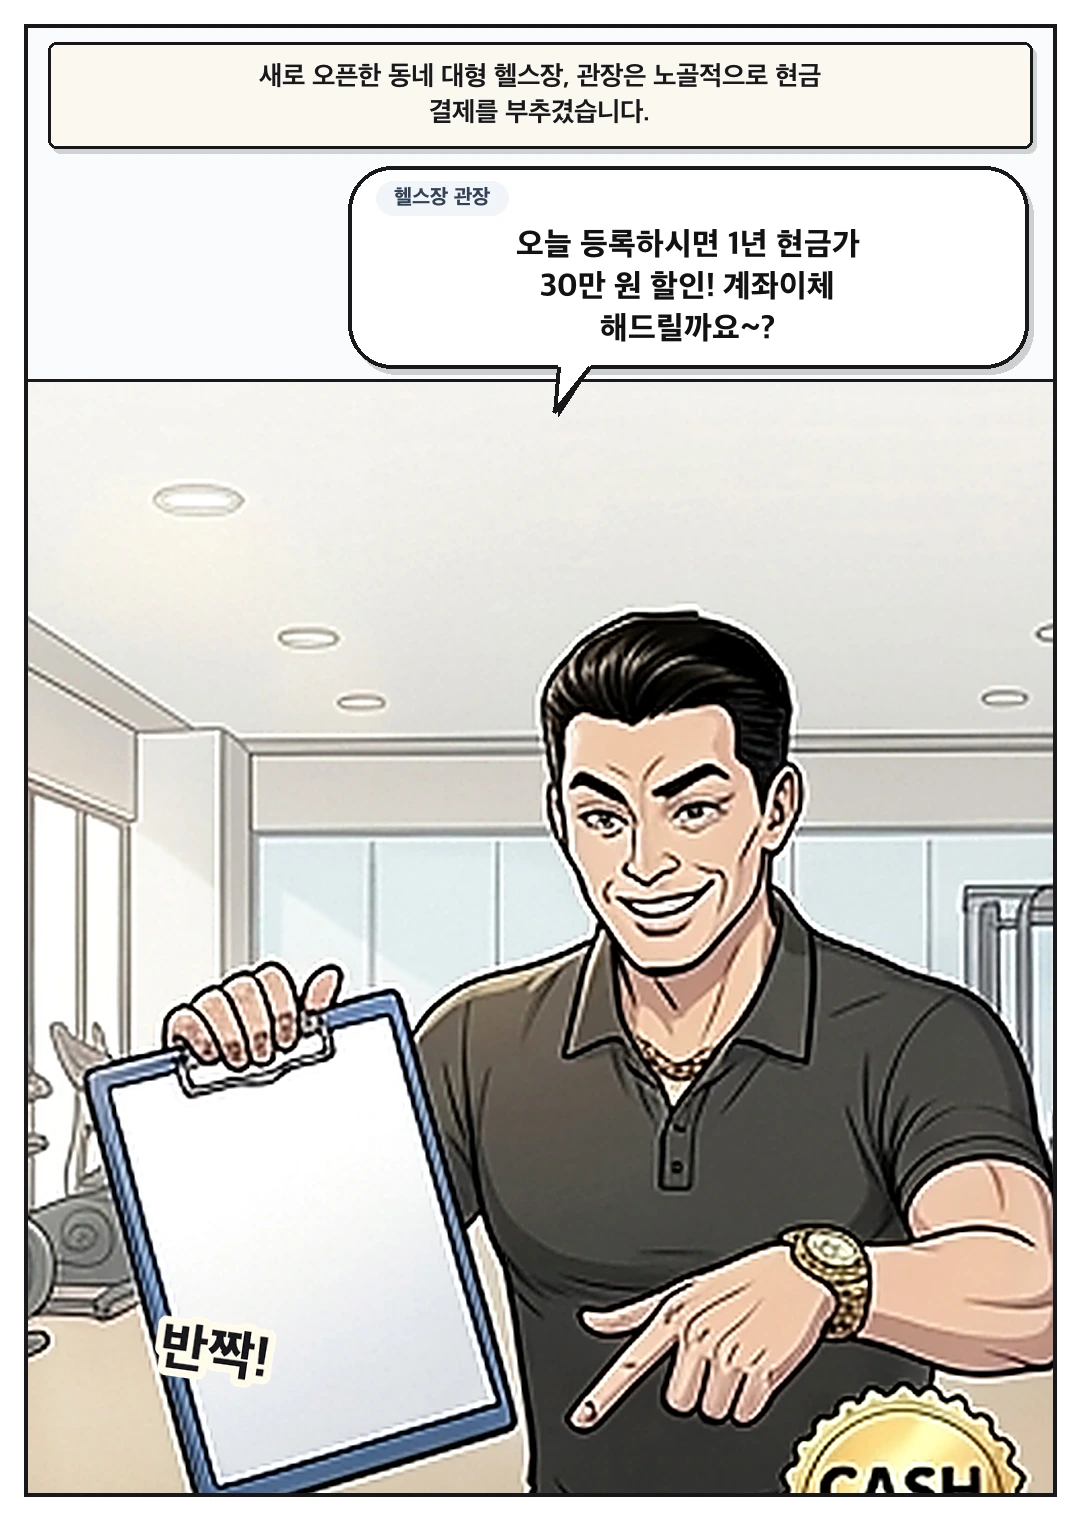 새로 오픈한 동네 대형 헬스장, 관장은 노골적으로 현금
결제를 부추겼습니다.
헬스장 관장
오늘 등록하시면 1년 현금가
30만 원 할인! 계좌이체
해드릴까요~?
반짝!
CASH